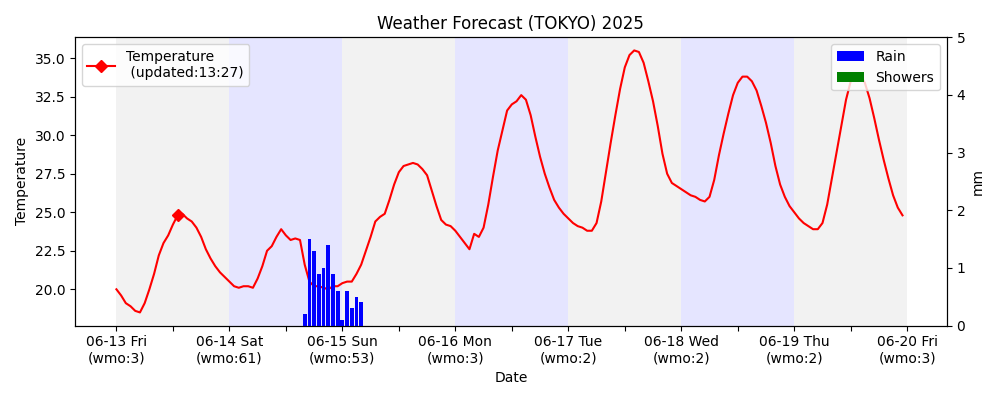 Weather Forecast (TOKYO) 2025
Temperature
(updated:13:27)
Rain
Showers
35.0
32.5
30.0
27.5
25.0
22.5
20.0
Temperature
5
4
3
2
1
0
mm
06-13 Fri
(wmo:3)
06-14 Sat
(wmo:61)
06-15 Sun
(wmo:53)
06-16 Mon
(wmo:3)
06-17 Tue
(wmo:2)
06-18 Wed
(wmo:2)
06-19 Thu
(wmo:2)
06-20 Fri
(wmo:3)
Date